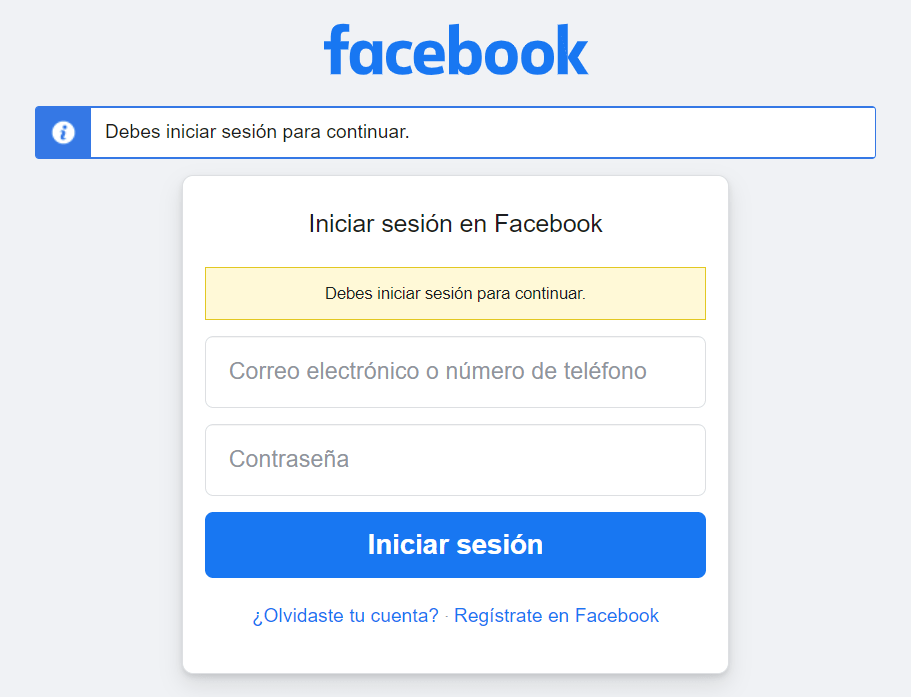 facebook
Debes iniciar sesión para continuar.
Iniciar sesión en Facebook
Debes iniciar sesión para continuar.
Correo electrónico o número de teléfono
Contraseña
Iniciar sesión
¿Olvidaste tu cuenta? · Regístrate en Facebook